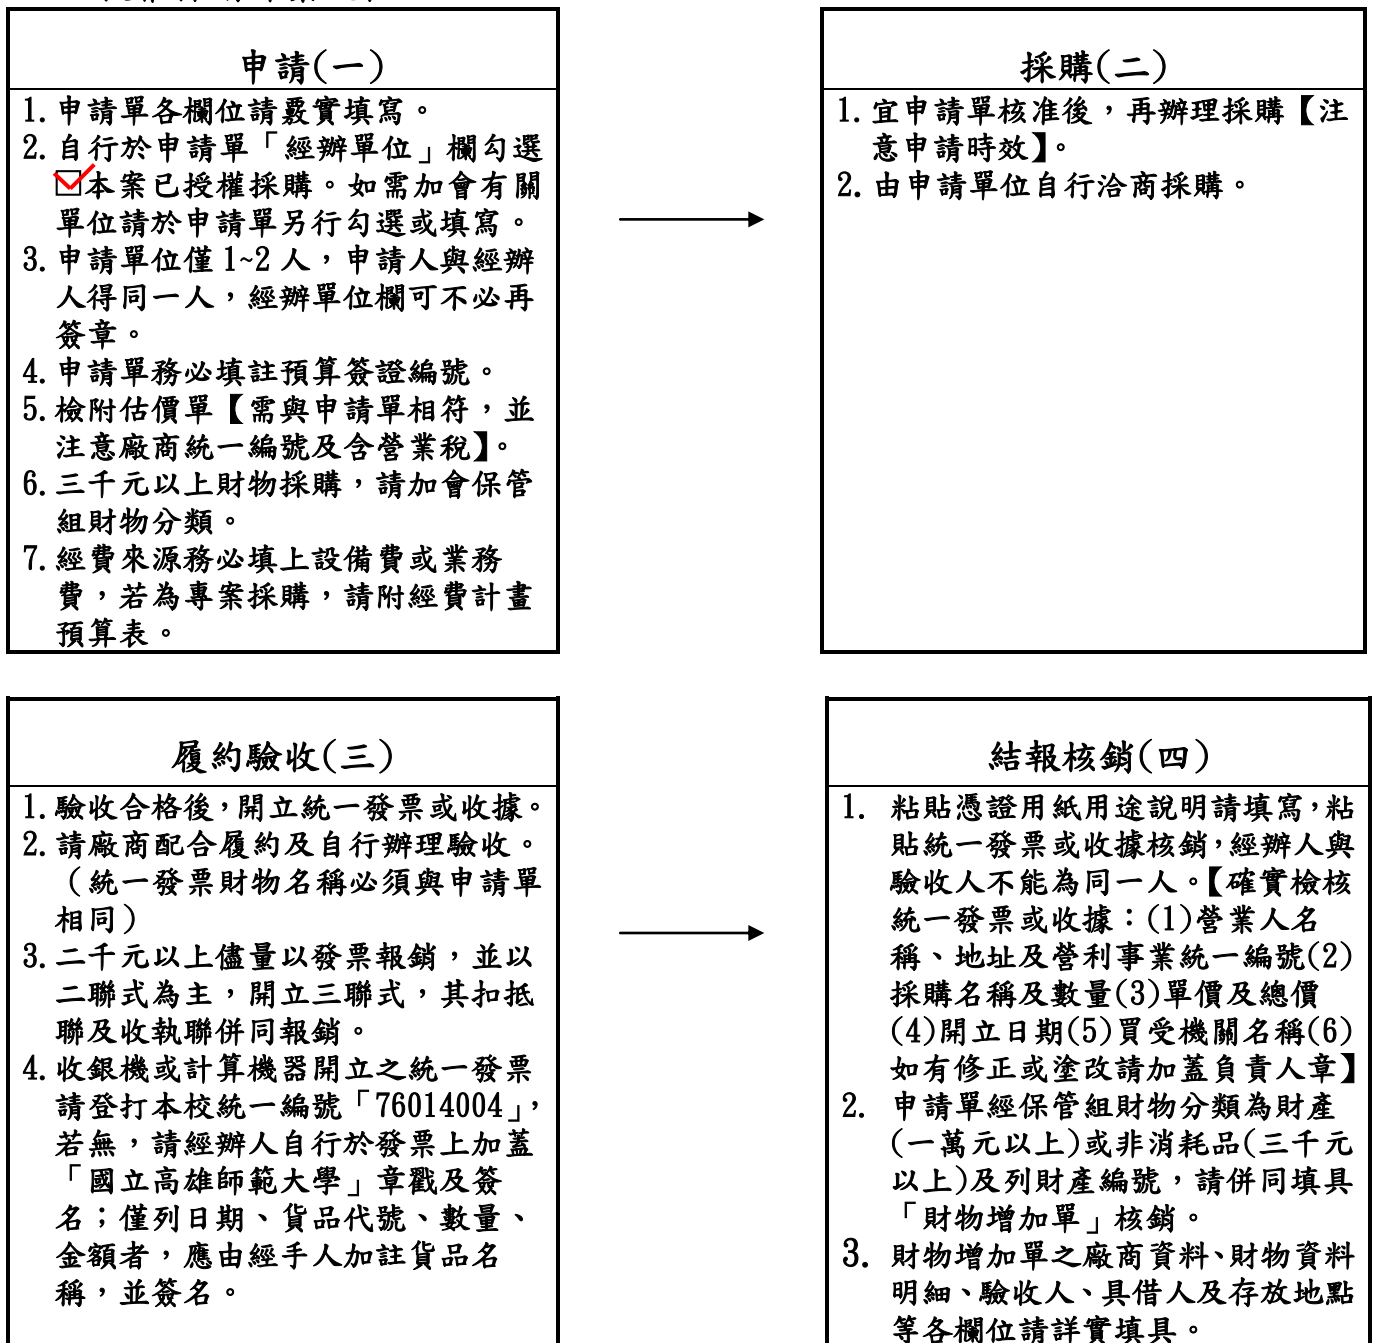 申請(一)
1.申請單各欄位請覈實填寫。
2.自行於申請單「經辦單位」欄勾選
☑本案已授權採購。如需加會有關
單位請於申請單另行勾選或填寫。
3.申請單位僅1~2人，申請人與經辦
人得同一人，經辦單位欄可不必再
簽章。
4.申請單務必填註預算簽證編號。
5.檢附估價單【需與申請單相符，並
注意廠商統一編號及含營業稅】。
6.三千元以上財物採購，請加會保管
組財物分類。
7.經費來源務必填上設備費或業務
費，若為專案採購，請附經費計畫
預算表。
採購(二)
1.宜申請單核准後，再辦理採購【注
意申請時效】。
2.由申請單位自行洽商採購。
履約驗收(三)
1.驗收合格後，開立統一發票或收據。
2.請廠商配合履約及自行辦理驗收。
（統一發票財物名稱必須與申請單
相同）
3.二千元以上儘量以發票報銷，並以
二聯式為主，開立三聯式，其扣抵
聯及收執聯併同報銷。
4.收銀機或計算機器開立之統一發票
請登打本校統一編號「76014004」，
若無，請經辦人自行於發票上加蓋
「國立高雄師範大學」章戳及簽
名；僅列日期、貨品代號、數量、
金額者，應由經手人加註貨品名
稱，並簽名。
結報核銷(四)
1. 粘貼憑證用紙用途說明請填寫，粘
貼統一發票或收據核銷，經辦人與
驗收人不能為同一人。【確實檢核
統一發票或收據：(1)營業人名
稱、地址及營利事業統一編號(2)
採購名稱及數量(3)單價及總價
(4)開立日期(5)買受機關名稱(6)
如有修正或塗改請加蓋負責人章】
2. 申請單經保管組財物分類為財產
(一萬元以上)或非消耗品(三千元
以上)及列財產編號，請併同填具
「財物增加單」核銷。
3. 財物增加單之廠商資料、財物資料
明細、驗收人、具借人及存放地點
等各欄位請詳實填具。